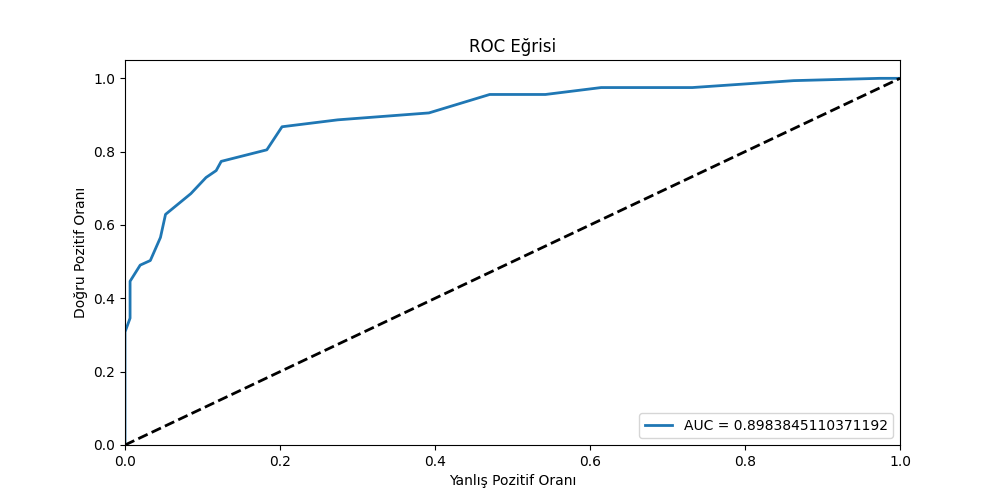 ROC Eğrisi
1.0
0.8
0.6
0.4
0.2
0.0
Doğru Pozitif Oranı
AUC = 0.8983845110371192
0.0 0.2 0.4 0.6 0.8 1.0
Yanlış Pozitif Oranı